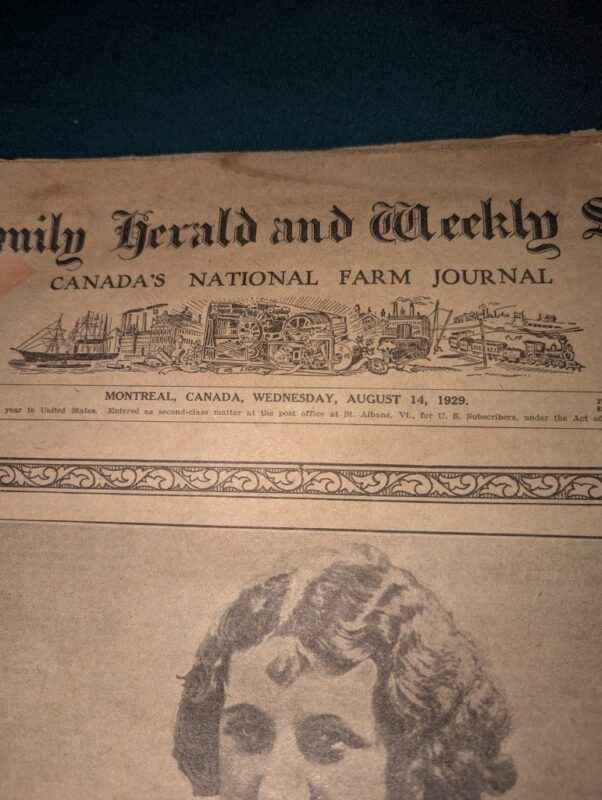 mily Herald and Weekly S
CANADA'S NATIONAL FARM JOURNAL
MONTREAL, CANADA, WEDNESDAY, AUGUST 14, 1929.
year to United States. Entered as second-class matter at the post office at St. Albans, Vt., for U. S. Subscribers, under the Act of